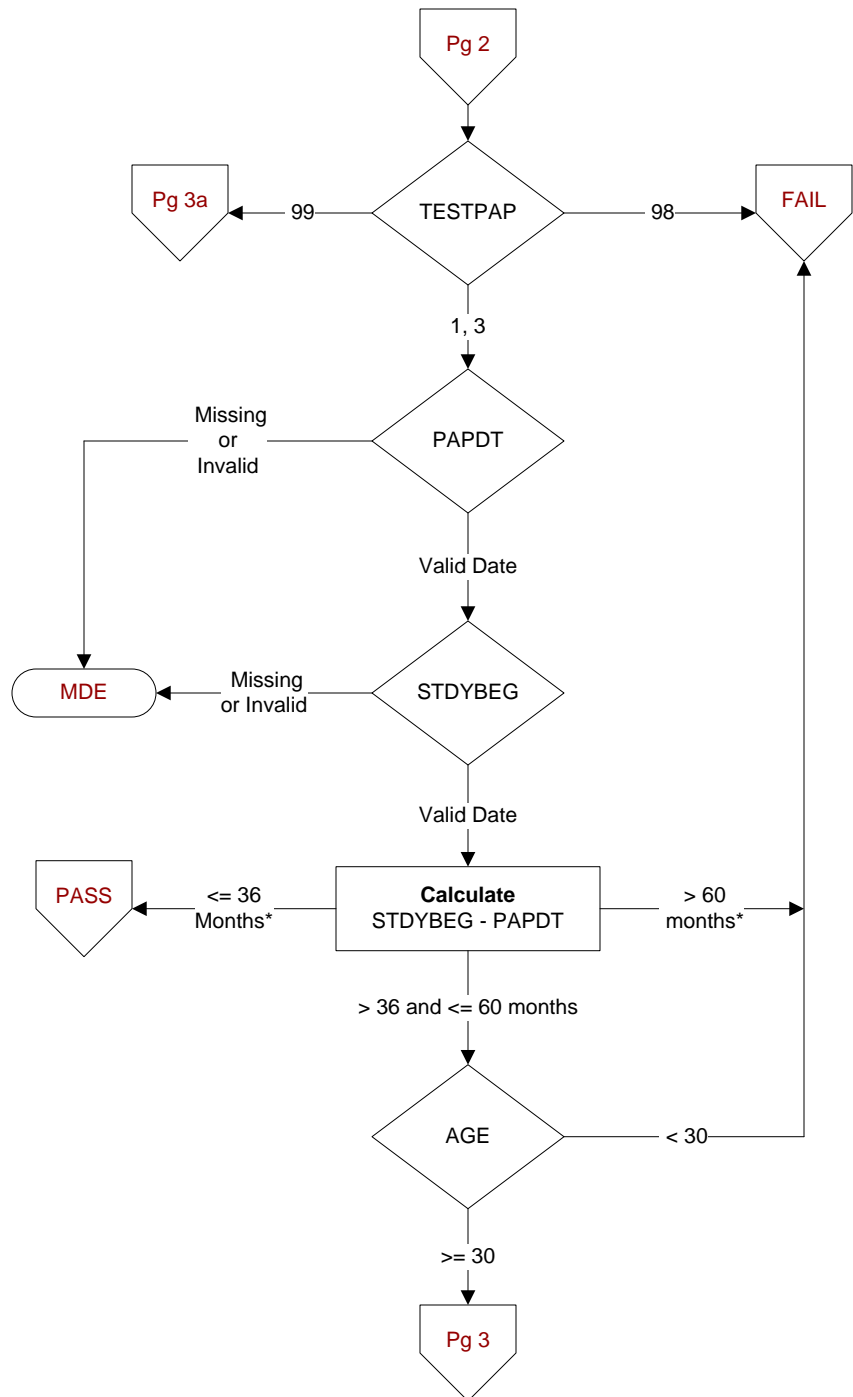 Pg 2
Pg 3a
99
TESTPAP
98
FAIL
1, 3
Missing
or
Invalid
PAPDT
Valid Date
MDE
Missing
or Invalid
STDYBEG
Valid Date
PASS
<= 36
Months*
Calculate
STDYBEG - PAPDT
> 60
months*
> 36 and <= 60 months
AGE
< 30
>= 30
Pg 3